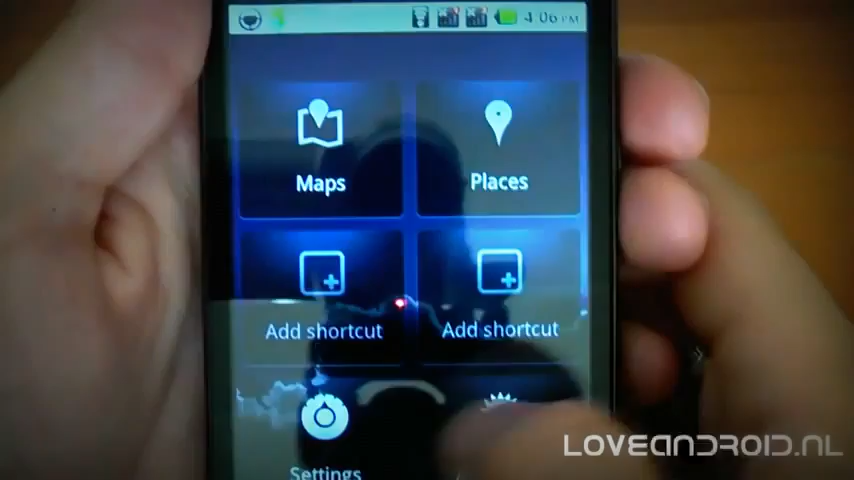 4:06 PM
Maps
Places
Add shortcut
Add shortcut
Settings
LOVEANDROID.NL